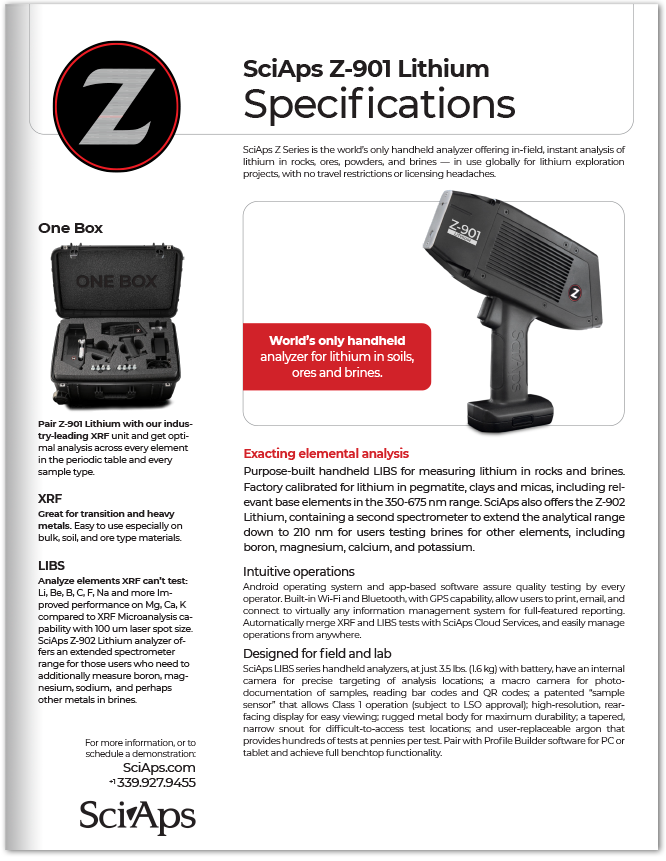 Z
SciAps Z-901 Lithium
Specifications
SciAps Z Series is the world's only handheld analyzer offering in-field, instant analysis of
lithium in rocks, ores, powders, and brines — in use globally for lithium exploration
projects, with no travel restrictions or licensing headaches.
One Box
ONE BOX
Pair Z-901 Lithium with our indus-
try-leading XRF unit and get opti-
mal analysis across every element
in the periodic table and every
sample type.
XRF
Great for transition and heavy
metals. Easy to use especially on
bulk, soil, and ore type materials.
LIBS
Analyze elements XRF can't test:
Li, Be, B, C, F, Na and more Im-
proved performance on Mg, Ca, K
compared to XRF Microanalysis ca-
pability with 100 um laser spot size.
SciAps Z-902 Lithium analyzer of-
fers an extended spectrometer
range for those users who need to
additionally measure boron, mag-
nesium, sodium, and perhaps
other metals in brines.
For more information, or to
schedule a demonstration:
SciAps.com
+1 339.927.9455
SciAps
Z-901
LITHIUM
Z
SCIAPS
World's only handheld
analyzer for lithium in soils,
ores and brines.
Exacting elemental analysis
Purpose-built handheld LIBS for measuring lithium in rocks and brines.
Factory calibrated for lithium in pegmatite, clays and micas, including rel-
evant base elements in the 350-675 nm range. SciAps also offers the Z-902
Lithium, containing a second spectrometer to extend the analytical range
down to 210 nm for users testing brines for other elements, including
boron, magnesium, calcium, and potassium.
Intuitive operations
Android operating system and app-based software assure quality testing by every
operator. Built-in Wi-Fi and Bluetooth, with GPS capability, allow users to print, email, and
connect to virtually any information management system for full-featured reporting.
Automatically merge XRF and LIBS tests with SciAps Cloud Services, and easily manage
operations from anywhere.
Designed for field and lab
SciAps LIBS series handheld analyzers, at just 3.5 lbs. (1.6 kg) with battery, have an internal
camera for precise targeting of analysis locations; a macro camera for photo-
documentation of samples, reading bar codes and QR codes; a patented "sample
sensor" that allows Class 1 operation (subject to LSO approval); high-resolution, rear-
facing display for easy viewing; rugged metal body for maximum durability; a tapered,
narrow snout for difficult-to-access test locations; and user-replaceable argon that
provides hundreds of tests at pennies per test. Pair with Profile Builder software for PC or
tablet and achieve full benchtop functionality.